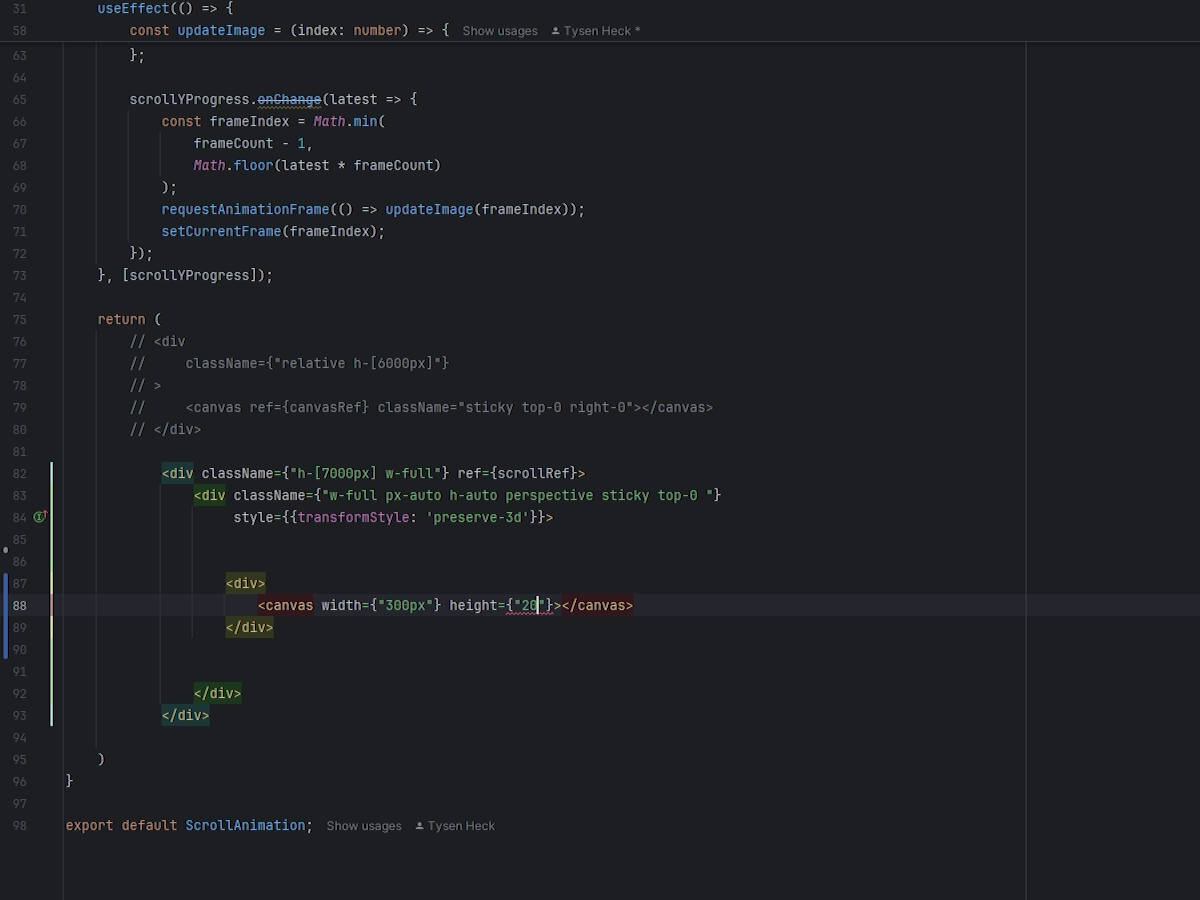 31 useEffect(() => {
58 const updateImage = (index: number) => { Show usages Tysen Heck *
63 };
64
65 scrollYProgress.onChange(latest => {
66 const frameIndex = Math.min(
67 frameCount - 1,
68 Math.floor(latest * frameCount)
69 );
70 requestAnimationFrame(() => updateImage(frameIndex));
71 setCurrentFrame(frameIndex);
72 });
73 }, [scrollYProgress]);
74
75 return (
76 // <div
77 // className={"relative h-[6000px]"}
78 // >
79 // <canvas ref={canvasRef} className="sticky top-0 right-0"></canvas>
80 // </div>
81
82 <div className={"h-[7000px] w-full"} ref={scrollRef}>
83 <div className={"w-full px-auto h-auto perspective sticky top-0 "}
84 style={{transformStyle: 'preserve-3d'}}>
85
86
87 <div>
88 <canvas width={"300px"} height={"20"}></canvas>
89 </div>
90
91
92 </div>
93 </div>
94
95 )
96 }
97
98 export default ScrollAnimation; Show usages Tysen Heck